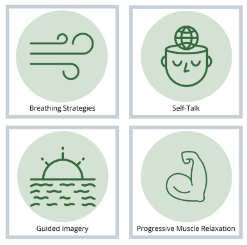 Breathing Strategies
Self-Talk
Guided Imagery
Progressive Muscle Relaxation